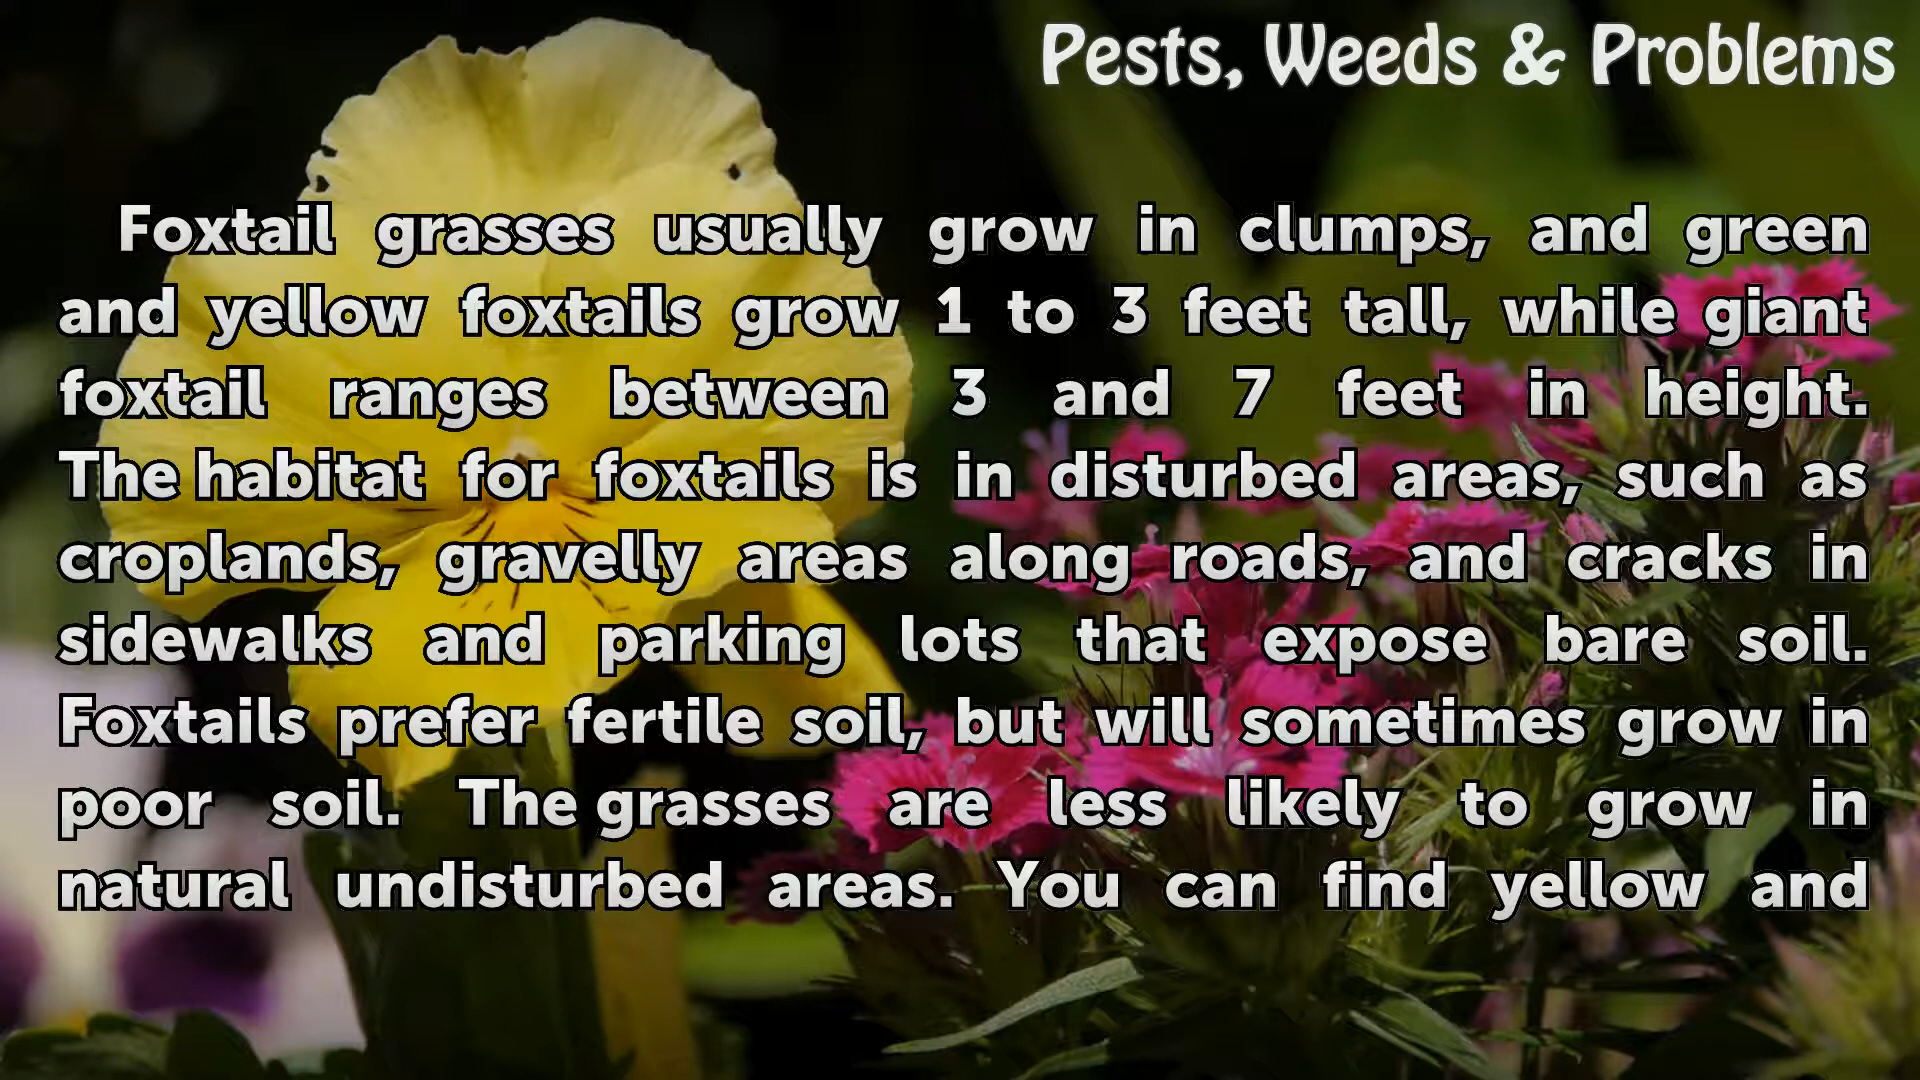 Pests, Weeds & Problems
Foxtail grasses usually grow in clumps, and green
and yellow foxtails grow 1 to 3 feet tall, while giant
foxtail ranges between 3 and 7 feet in height.
The habitat for foxtails is in disturbed areas, such as
croplands, gravelly areas along roads, and cracks in
sidewalks and parking lots that expose bare soil.
Foxtails prefer fertile soil, but will sometimes grow in
poor soil. The grasses are less likely to grow in
natural undisturbed areas. You can find yellow and